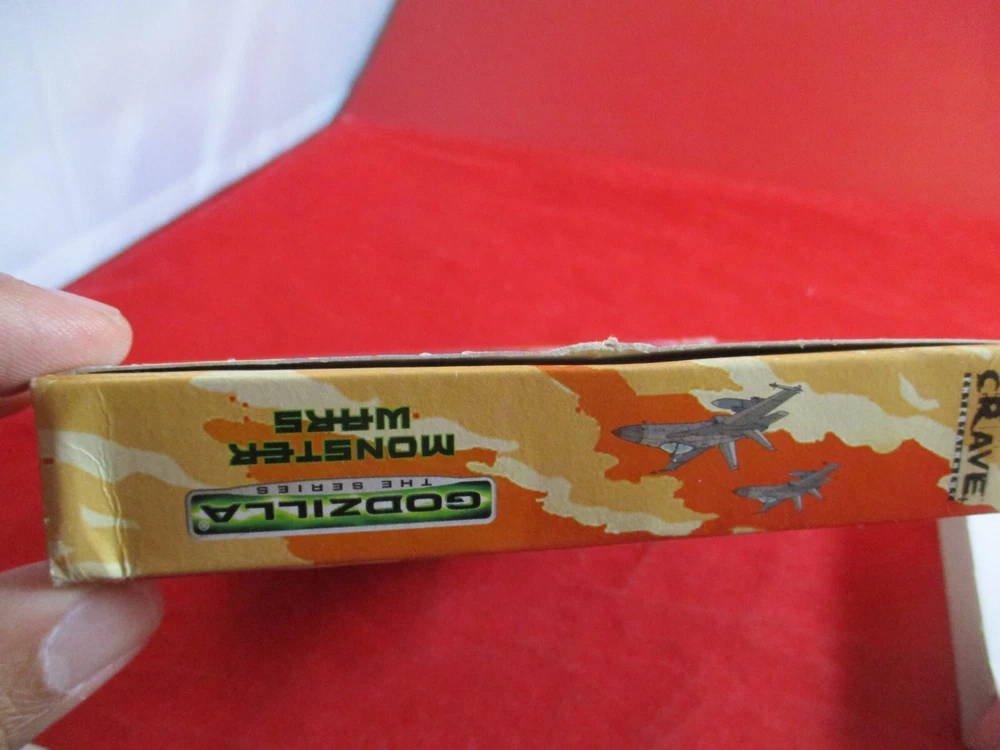 GODZILLA®
THE SERIES
MONSTER
WARS
CRAVE